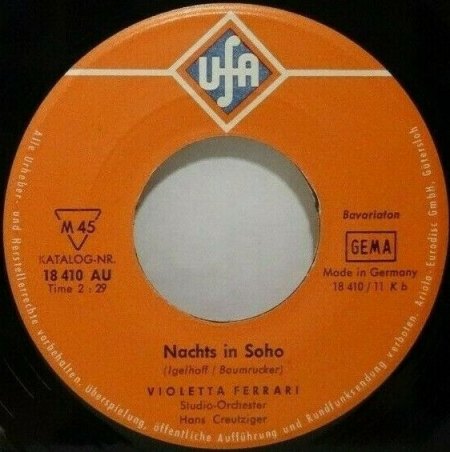 UFA
M 45
KATALOG-NR.
18 410 AU
Time 2 : 29
Bavariaton
GEMA
Made in Germany
18 410 / 11 K b
Nachts in Soho
(Igelhoff / Baumrucker)
VIOLETTA FERRARI
Studio-Orchester
Hans Creutziger
Alle Urheber- und Herstellerrechte vorbehalten. Überspielung, öffentliche Aufführung und Rundfunksendung verboten. Ariola-Eurodisc GmbH, Gütersloh